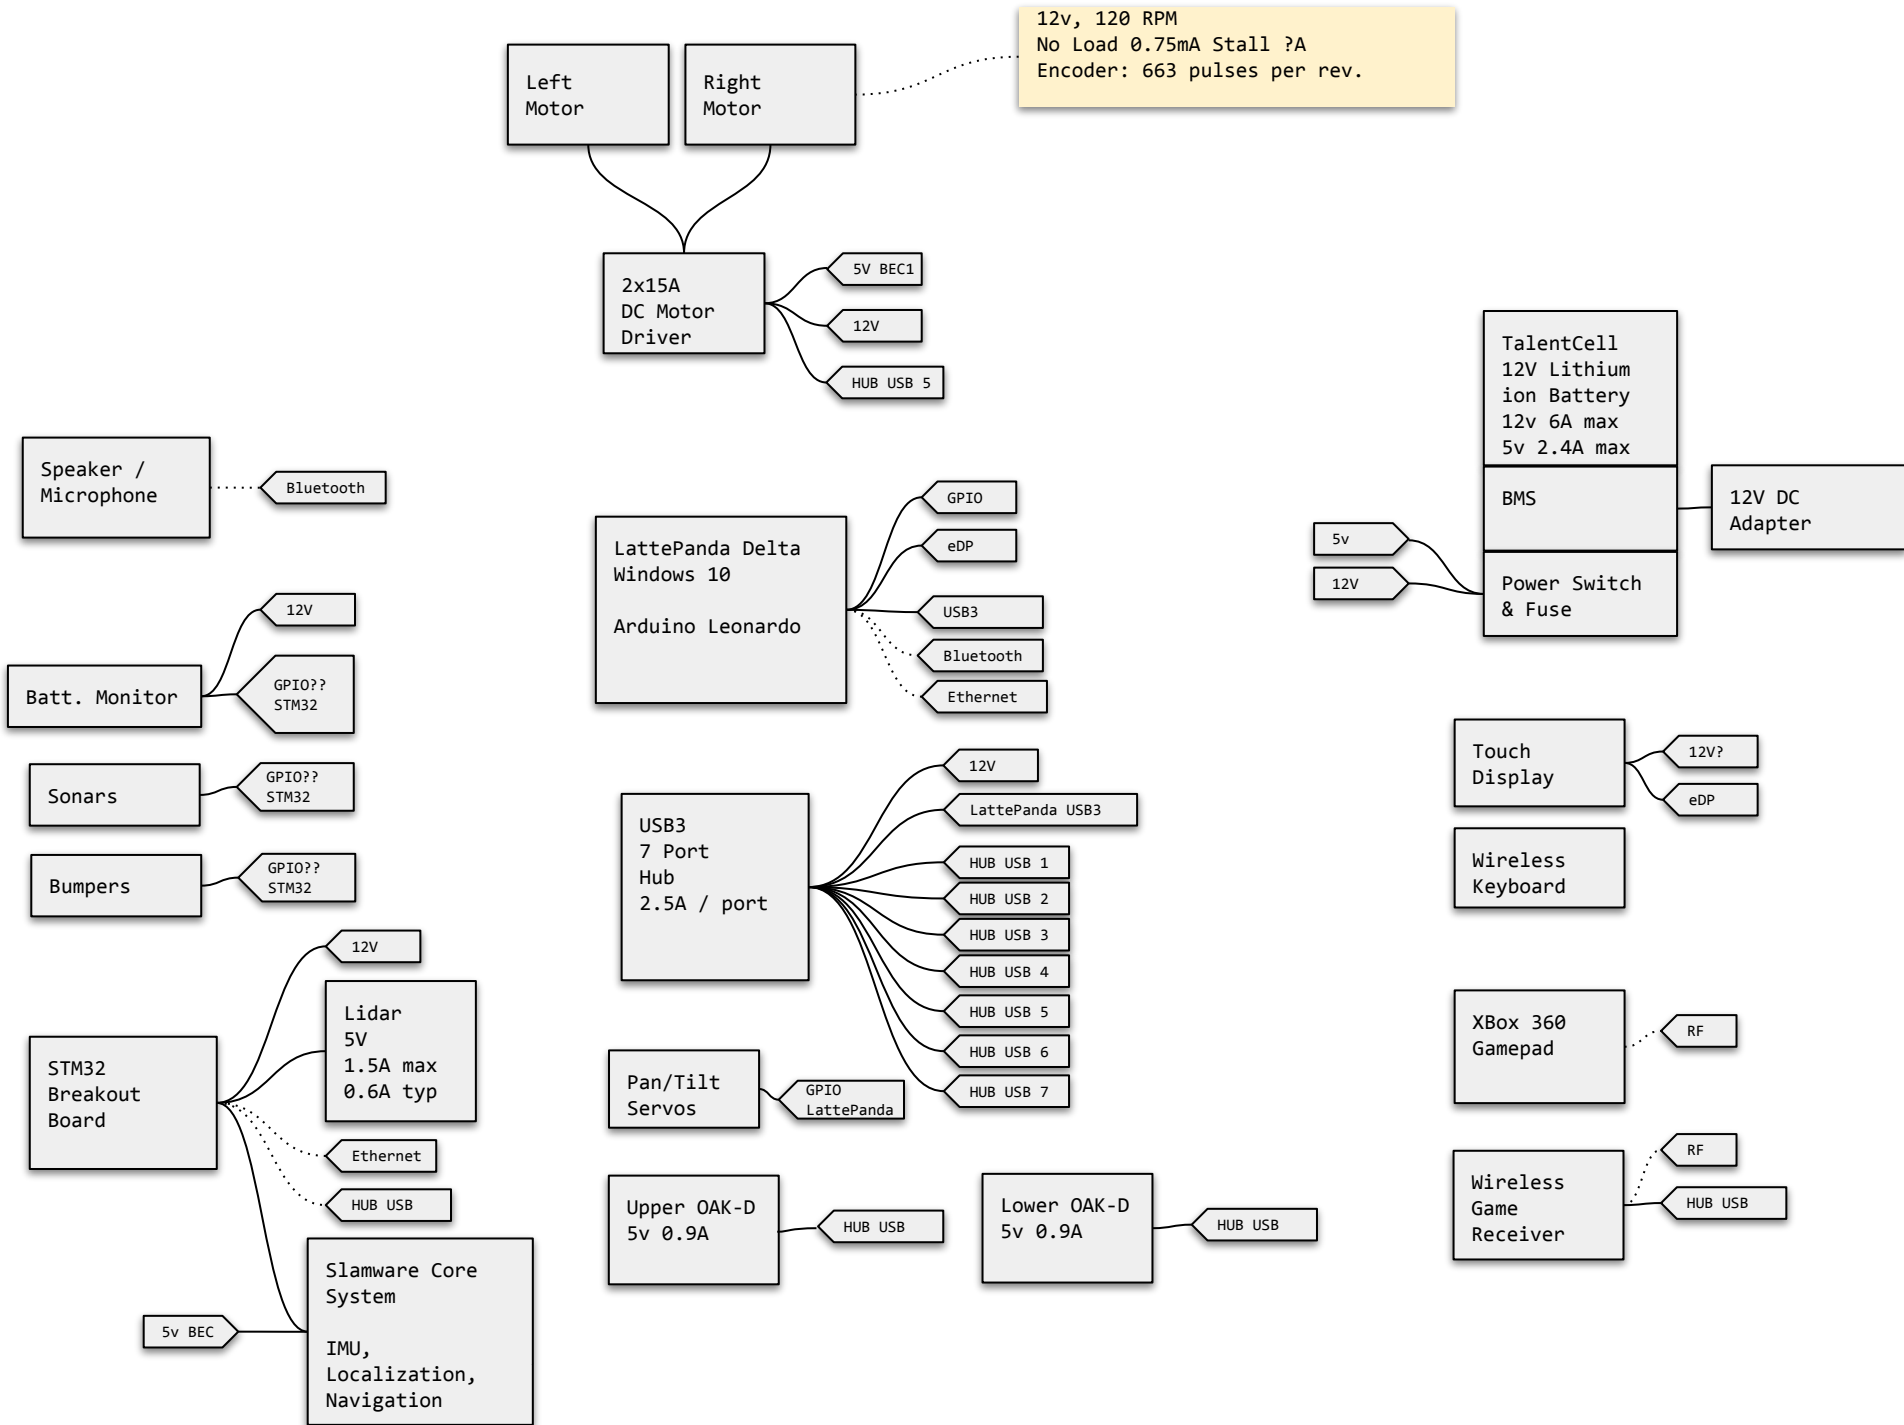 12v, 120 RPM
No Load 0.75mA Stall ?A
Encoder: 663 pulses per rev.
Left
Motor
Right
Motor
2x15A
DC Motor
Driver
5V BEC1
12V
HUB USB 5
TalentCell
12V Lithium
ion Battery
12v 6A max
5v 2.4A max
BMS
Power Switch
& Fuse
12V DC
Adapter
5v
12V
Speaker /
Microphone
Bluetooth
LattePanda Delta
Windows 10
Arduino Leonardo
GPIO
eDP
USB3
Bluetooth
Ethernet
Batt. Monitor
12V
GPIO??
STM32
Sonars
GPIO??
STM32
Bumpers
GPIO??
STM32
USB3
7 Port
Hub
2.5A / port
12V
LattePanda USB3
HUB USB 1
HUB USB 2
HUB USB 3
HUB USB 4
HUB USB 5
HUB USB 6
HUB USB 7
Touch
Display
12V?
eDP
Wireless
Keyboard
STM32
Breakout
Board
12V
Lidar
5V
1.5A max
0.6A typ
Ethernet
HUB USB
Slamware Core
System
IMU,
Localization,
Navigation
5v BEC
Pan/Tilt
Servos
GPIO
LattePanda
Upper OAK-D
5v 0.9A
HUB USB
Lower OAK-D
5v 0.9A
HUB USB
XBox 360
Gamepad
RF
Wireless
Game
Receiver
RF
HUB USB